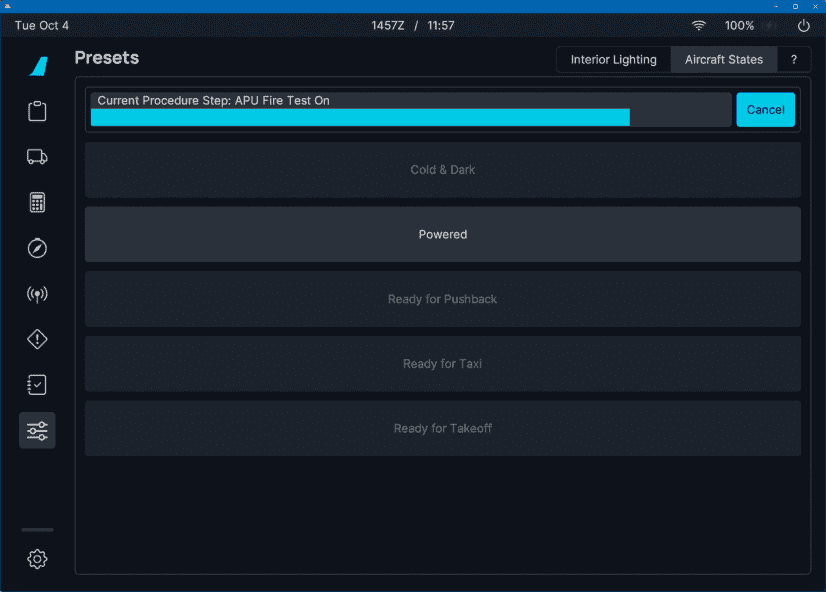 Tue Oct 4
1457Z / 11:57
100%
Presets
Interior Lighting
Aircraft States
?
Current Procedure Step: APU Fire Test On
Cancel
Cold & Dark
Powered
Ready for Pushback
Ready for Taxi
Ready for Takeoff